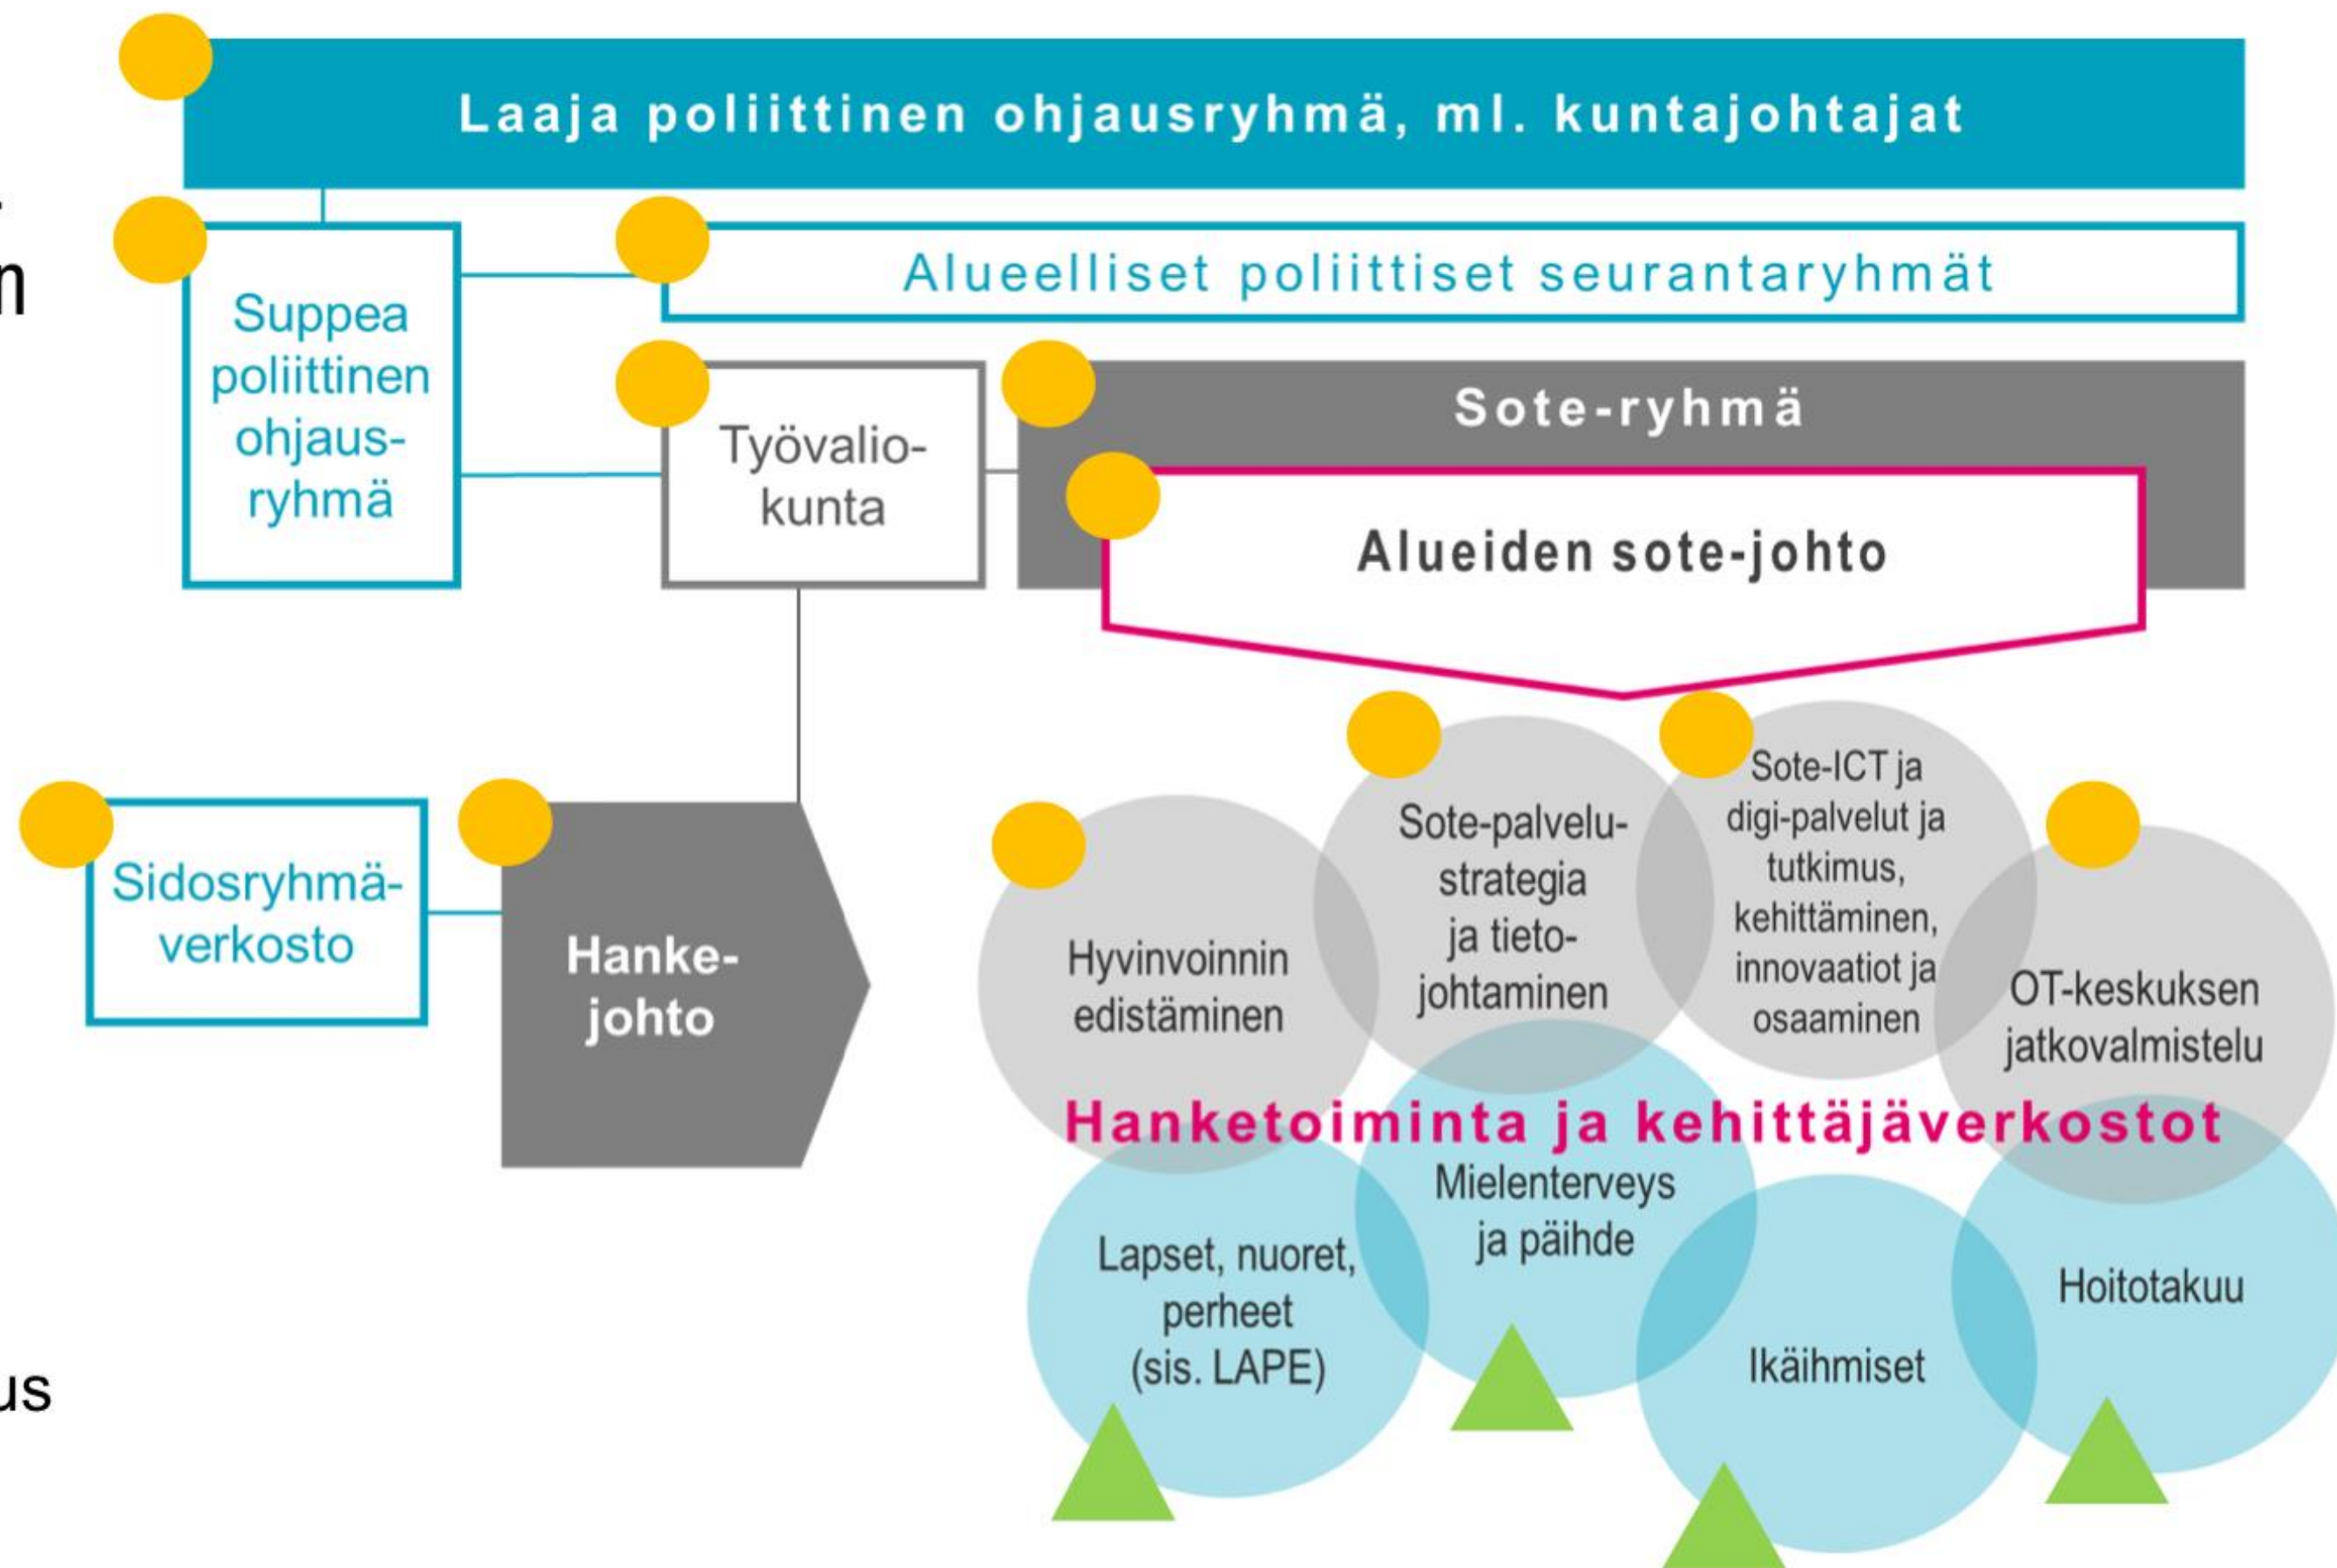 Laaja poliittinen ohjausryhmä, ml. kuntajohtajat
Alueelliset poliittiset seurantaryhmät
Suppea
poliittinen
ohjaus-
ryhmä
Työvalio-
kunta
Sote-ryhmä
Alueiden sote-johto
Sidosryhmä-
verkosto
Hanke-
johto
Hyvinvoinnin
edistäminen
Sote-palvelu-
strategia
ja tieto-
johtaminen
Sote-ICT ja
digi-palvelut ja
tutkimus,
kehittäminen,
innovaatiot ja
osaaminen
OT-keskuksen
jatkovalmistelu
Hanketoiminta ja kehittäjäverkostot
Lapset, nuoret,
perheet
(sis. LAPE)
Mielenterveys
ja päihde
Ikäihmiset
Hoitotakuu
us